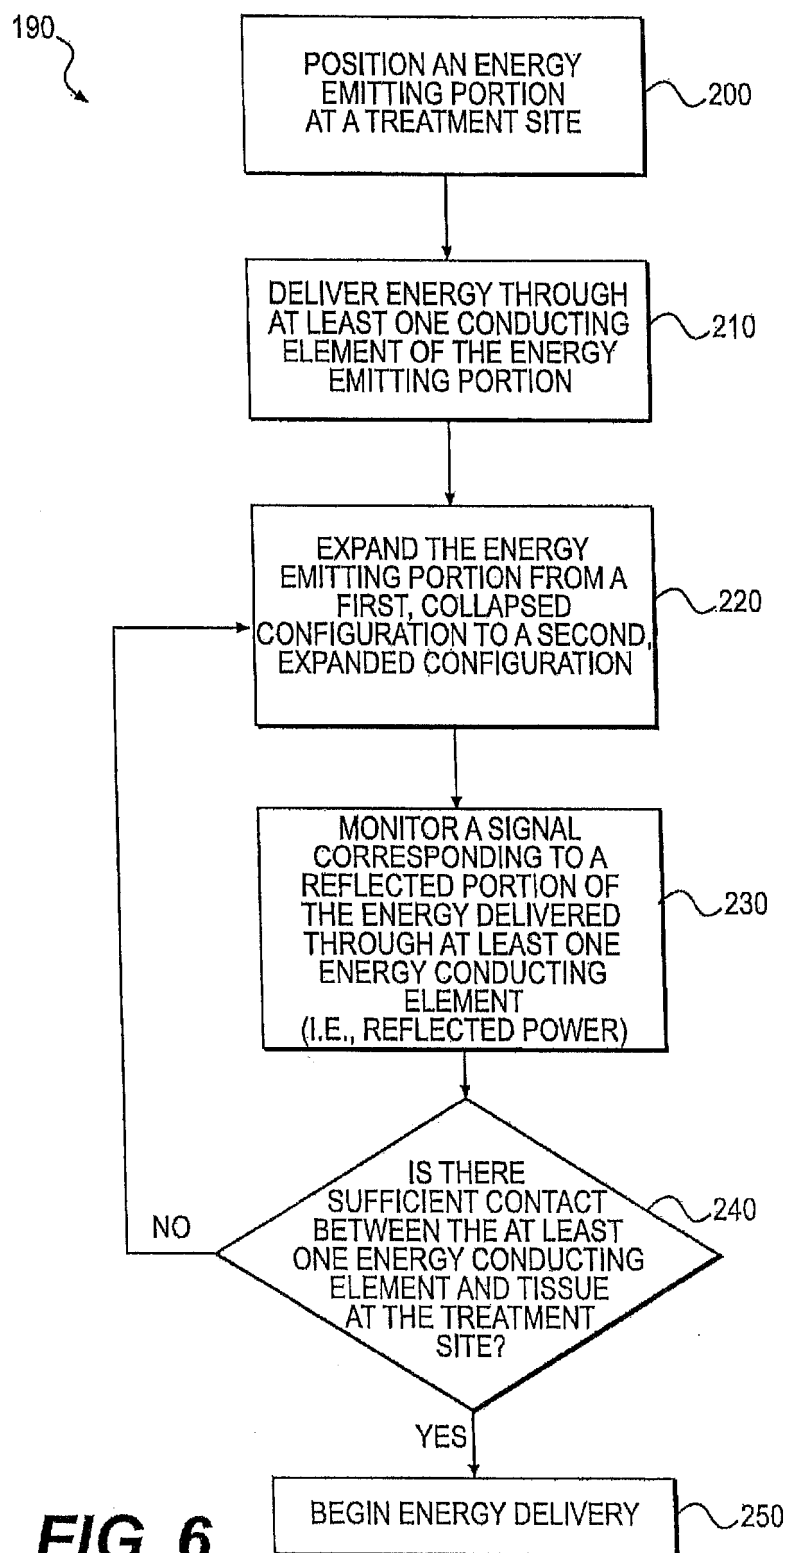 190
POSITION AN ENERGY
EMITTING PORTION
AT A TREATMENT SITE
200
DELIVER ENERGY THROUGH
AT LEAST ONE CONDUCTING
ELEMENT OF THE ENERGY
EMITTING PORTION
210
EXPAND THE ENERGY
EMITTING PORTION FROM A
FIRST, COLLAPSED
CONFIGURATION TO A SECOND,
EXPANDED CONFIGURATION
220
MONITOR A SIGNAL
CORRESPONDING TO A
REFLECTED PORTION OF
THE ENERGY DELIVERED
THROUGH AT LEAST ONE
ENERGY CONDUCTING
ELEMENT
(I.E., REFLECTED POWER)
230
IS THERE
SUFFICIENT CONTACT
BETWEEN THE AT LEAST
ONE ENERGY CONDUCTING
ELEMENT AND TISSUE
AT THE TREATMENT
SITE?
240
NO
YES
BEGIN ENERGY DELIVERY
250
FIG. 6